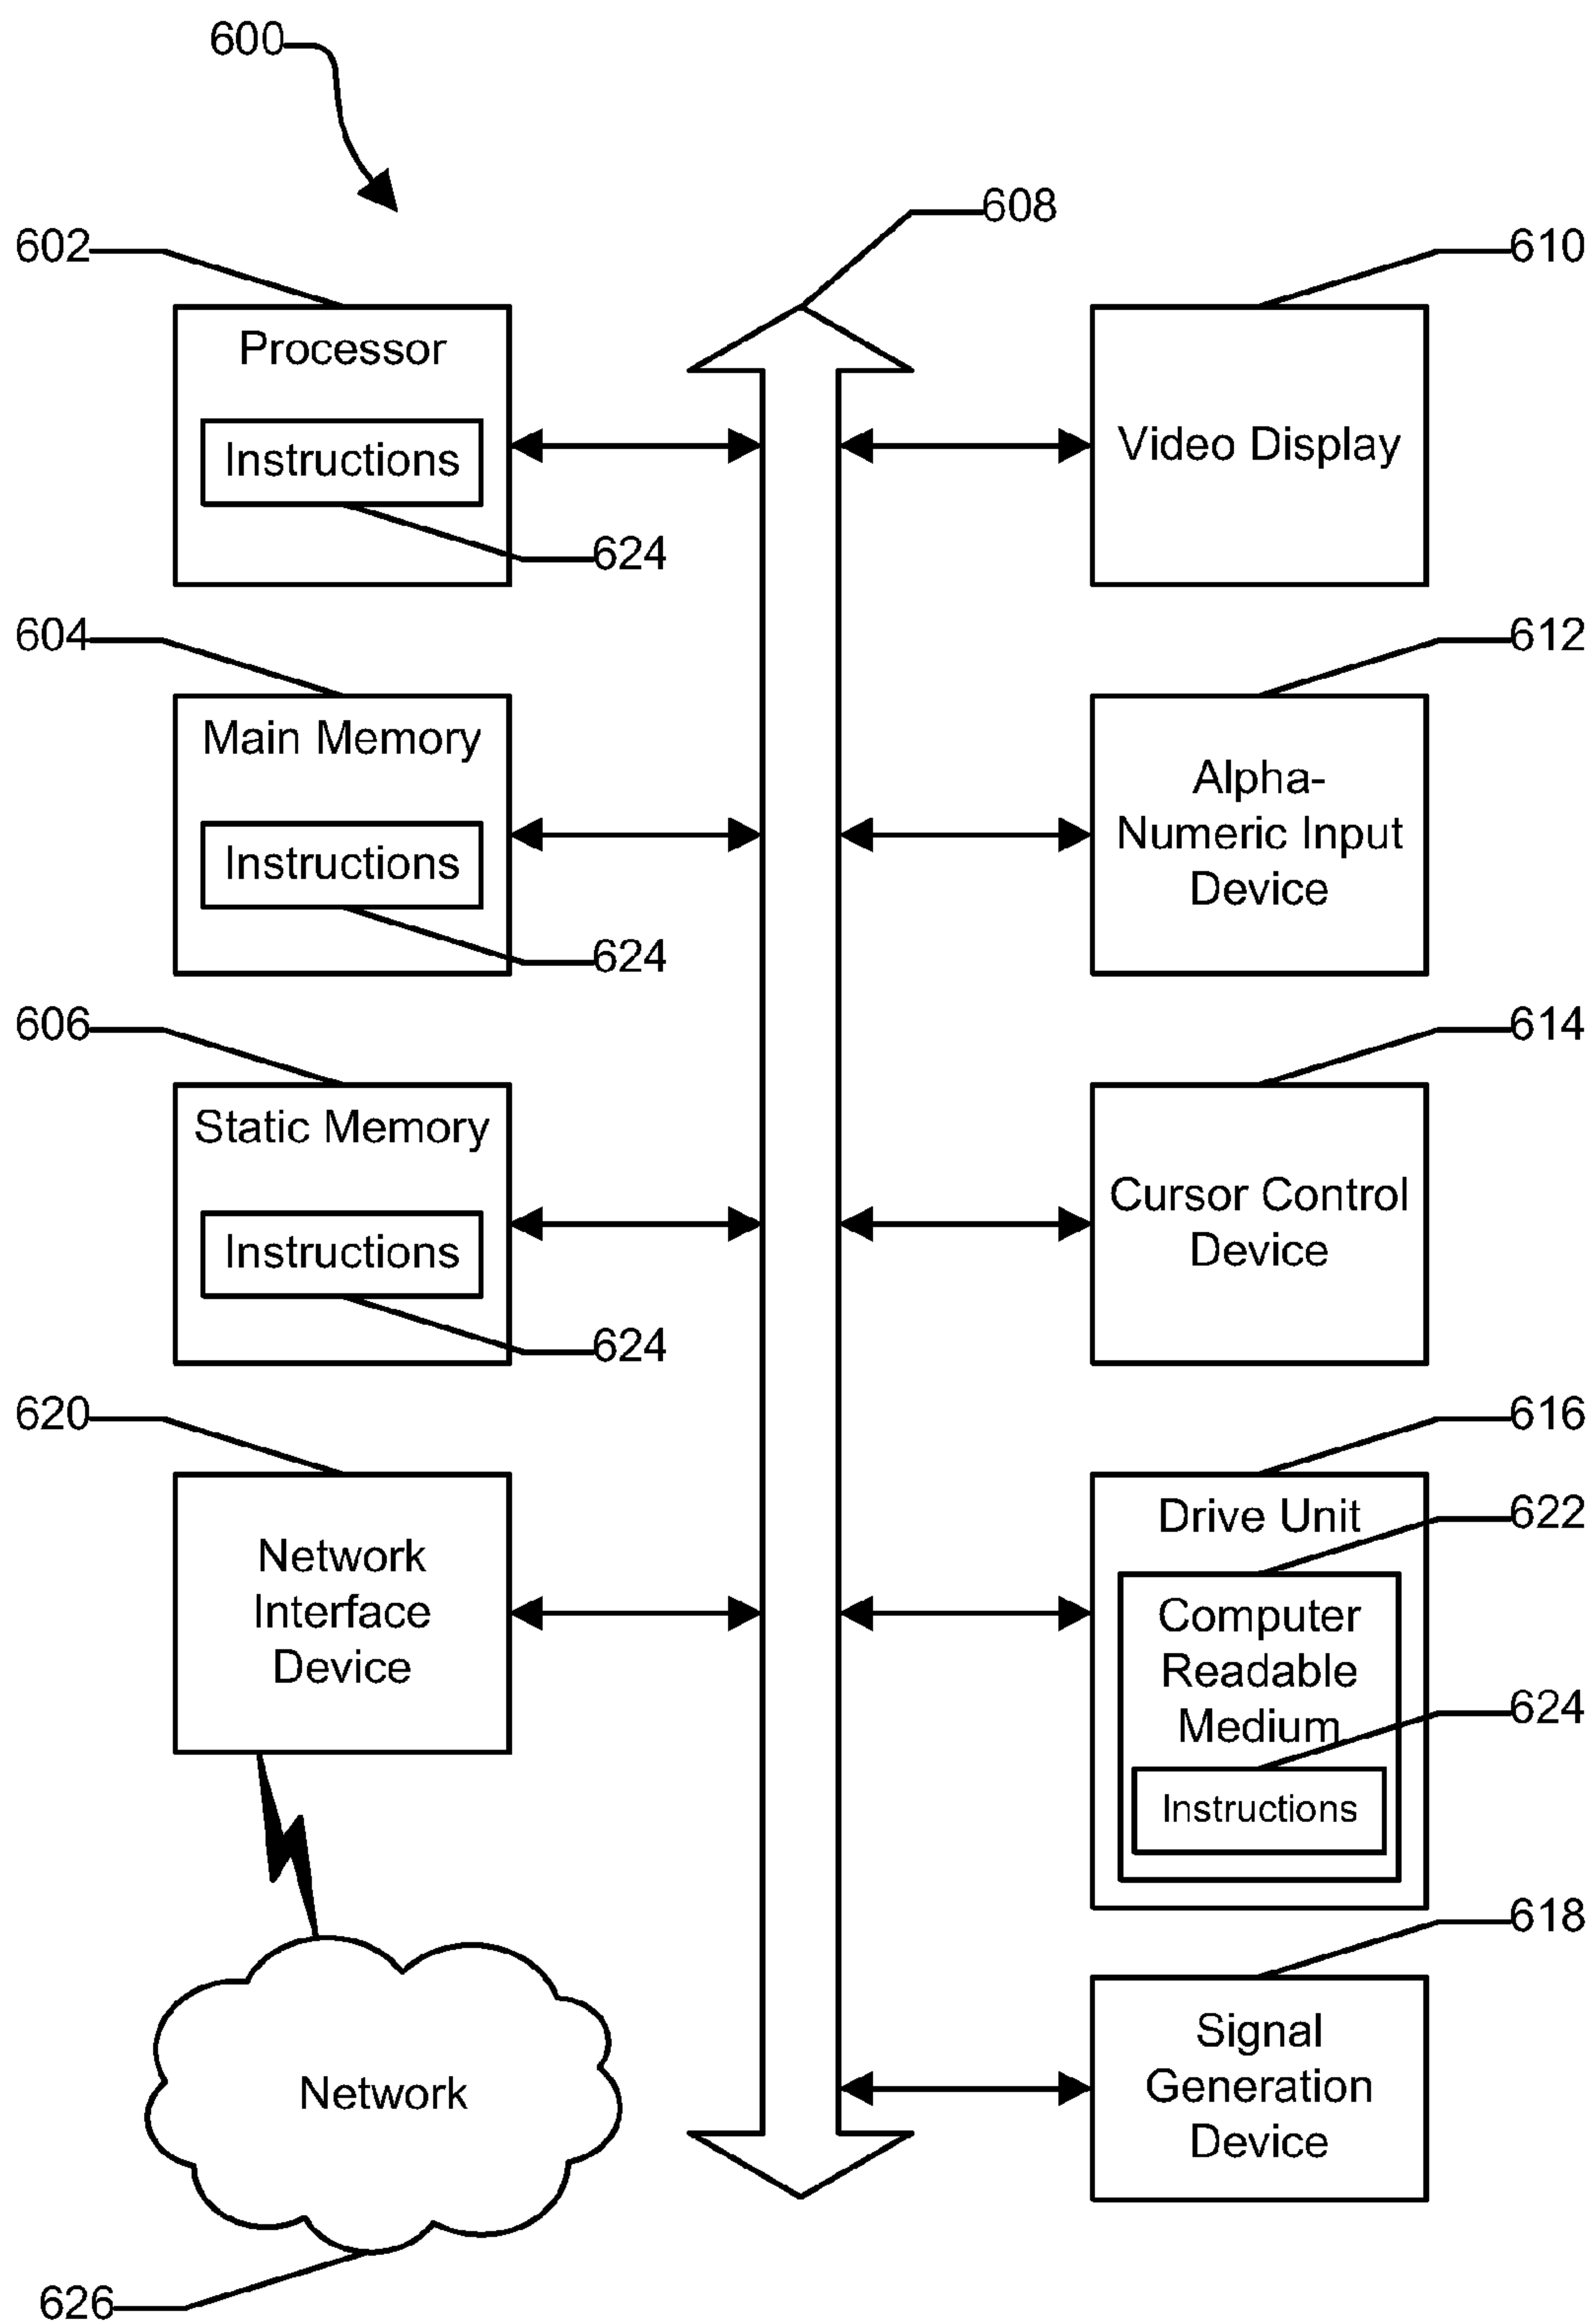 600
608
602
610
Processor
Instructions
624
Video Display
604
612
Main Memory
Instructions
624
Alpha-
Numeric Input
Device
606
614
Static Memory
Instructions
624
Cursor Control
Device
620
616
Network
Interface
Device
Drive Unit
622
Computer
Readable
Medium
624
Instructions
618
Signal
Generation
Device
Network
626